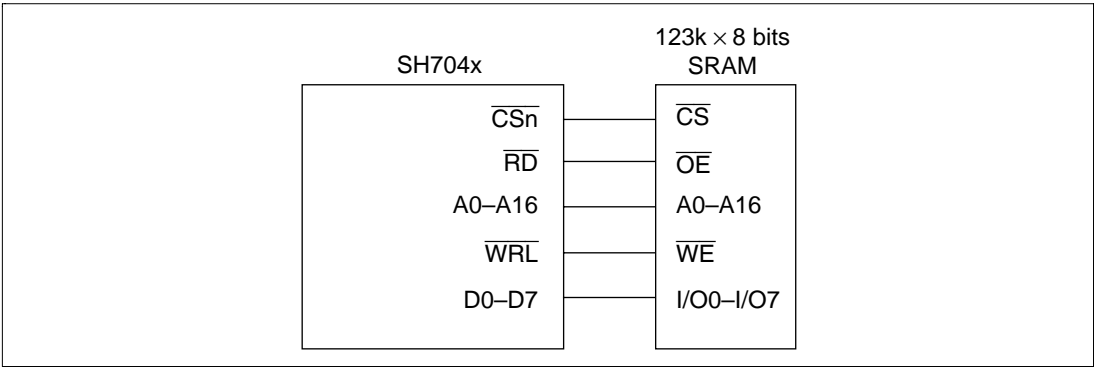 123k × 8 bits
SH704x SRAM
CSn CS
RD OE
A0–A16 A0–A16
WRL WE
D0–D7 I/O0–I/O7